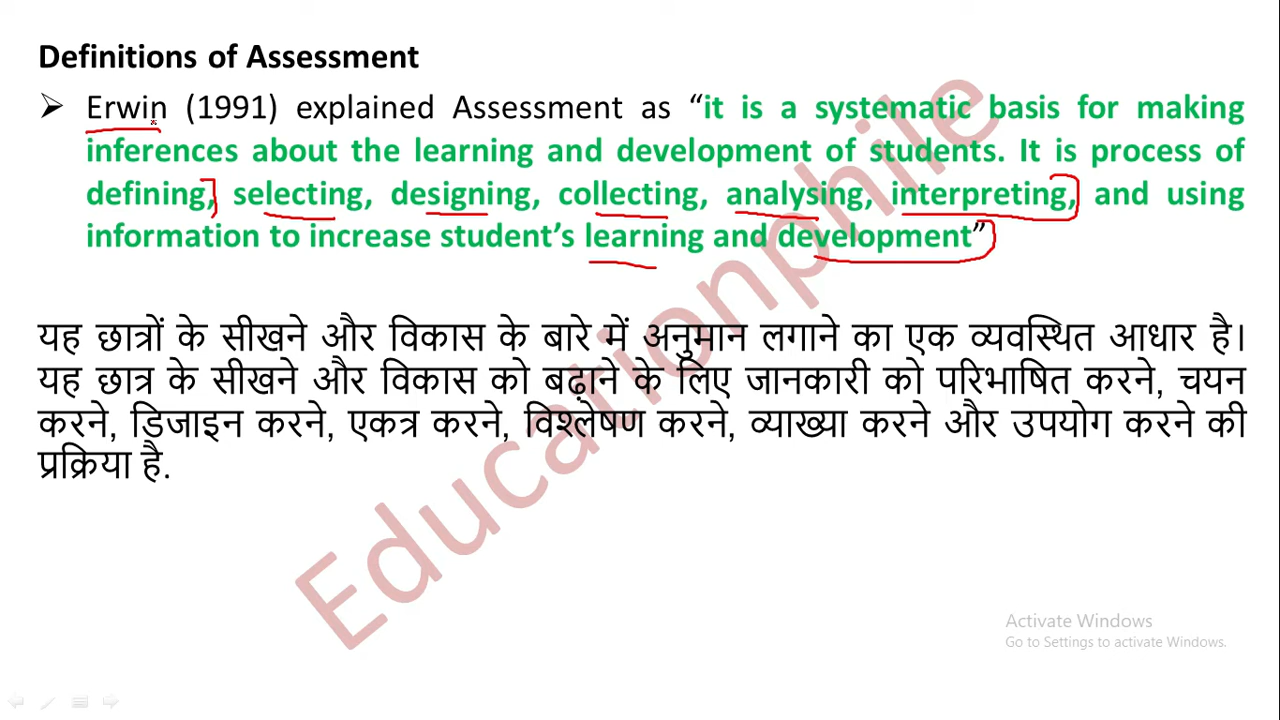 Definitions of Assessment
➢ Erwin (1991) explained Assessment as “it is a systematic basis for making
inferences about the learning and development of students. It is process of
defining, selecting, designing, collecting, analysing, interpreting, and using
information to increase student’s learning and development”
यह छात्रों के सीखने और विकास के बारे में अनुमान लगाने का एक व्यवस्थित आधार है।
यह छात्र के सीखने और विकास को बढ़ाने के लिए जानकारी को परिभाषित करने, चयन
करने, डिजाइन करने, एकत्र करने, विश्लेषण करने, व्याख्या करने और उपयोग करने की
प्रक्रिया है.
Educationphile
Activate Windows
Go to Settings to activate Windows.